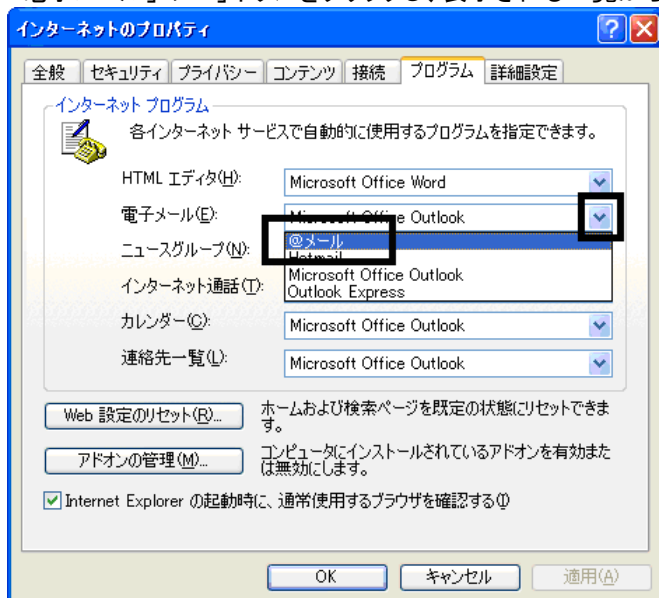 インターネットのプロパティ
全般 セキュリティ プライバシー コンテンツ 接続 プログラム 詳細設定
インターネット プログラム
各インターネット サービスで自動的に使用するプログラムを指定できます。
HTML エディタ(H): Microsoft Office Word
電子メール(E): Microsoft Office Outlook
@メール
ニュースグループ(N): Hotmail
Microsoft Office Outlook
インターネット通話(T): Outlook Express
カレンダー(C): Microsoft Office Outlook
連絡先一覧(L): Microsoft Office Outlook
Web 設定のリセット(R)... ホームおよび検索ページを既定の状態にリセットできま
す。
アドオンの管理(M)... コンピュータにインストールされているアドオンを有効また
は無効にします。
Internet Explorer の起動時に、通常使用するブラウザを確認する(I)
OK キャンセル 適用(A)